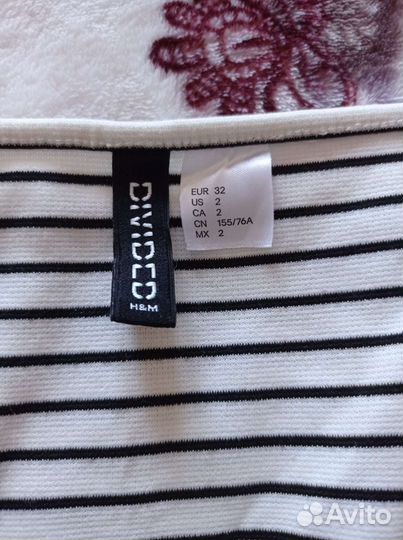 DIVIDED
H&M
EUR 32
US 2
CA 2
CN 155/76A
MX 2
Avito